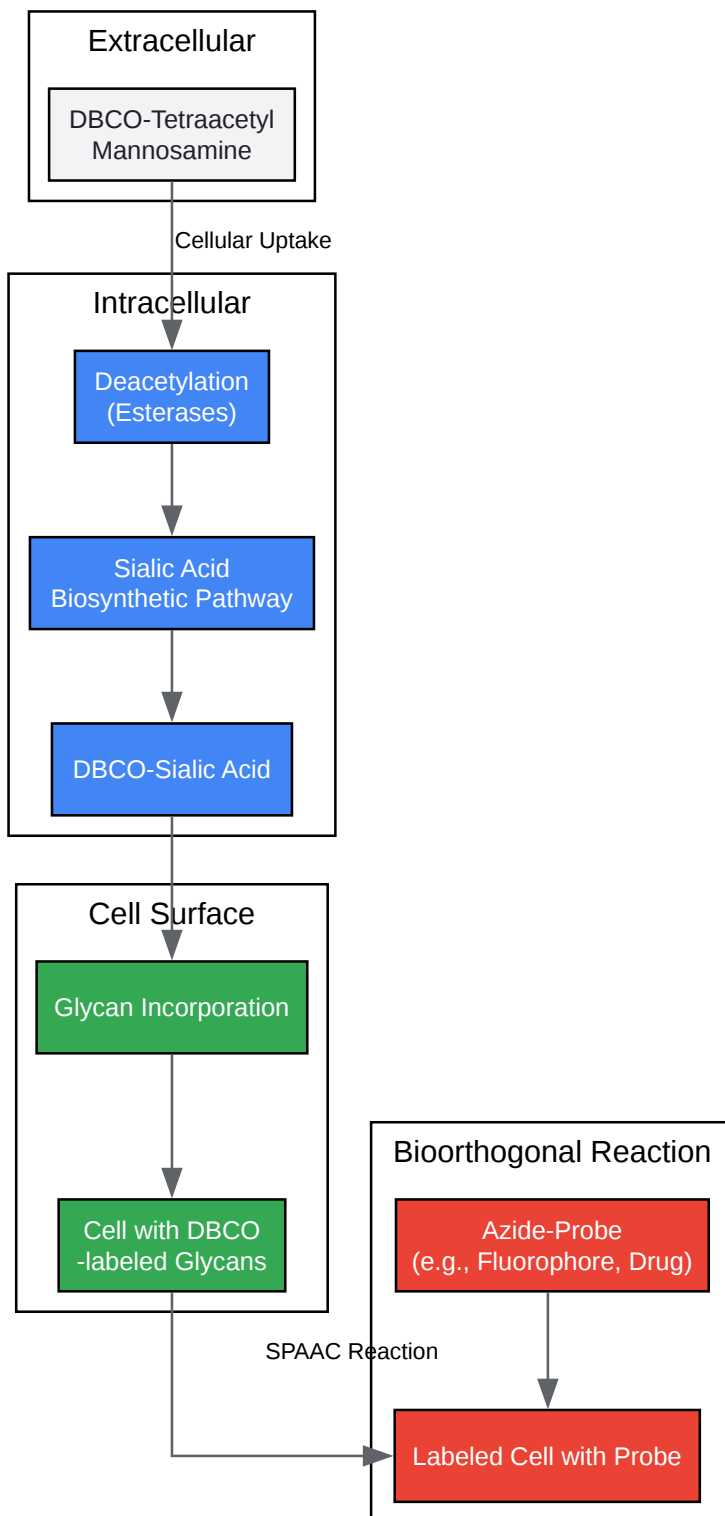 Extracellular
DBCO-Tetraacetyl
Mannosamine
Cellular Uptake
Intracellular
Deacetylation
(Esterases)
Sialic Acid
Biosynthetic Pathway
DBCO-Sialic Acid
Cell Surface
Glycan Incorporation
Cell with DBCO
-labeled Glycans
Bioorthogonal Reaction
Azide-Probe
(e.g., Fluorophore, Drug)
SPAAC Reaction
Labeled Cell with Probe